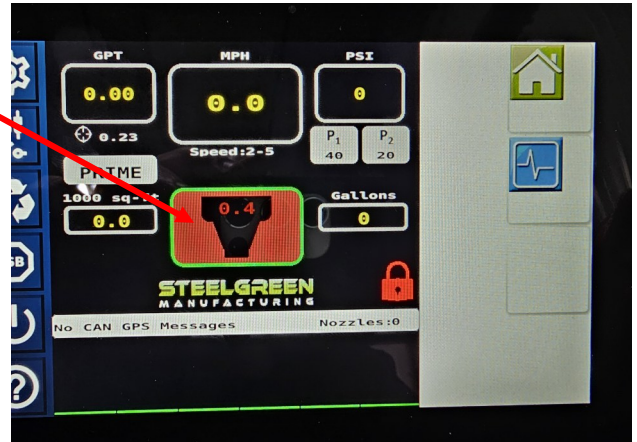 GPT MPH PSI
0.00 0.0 0
0.23 Speed:2-5 P1 40 P2 20
PRIME
1000 sq-ft 0.4 Gallons
0.0 0
STEELGREEN
MANUFACTURING
No CAN GPS Messages Nozzles:0
SB
?